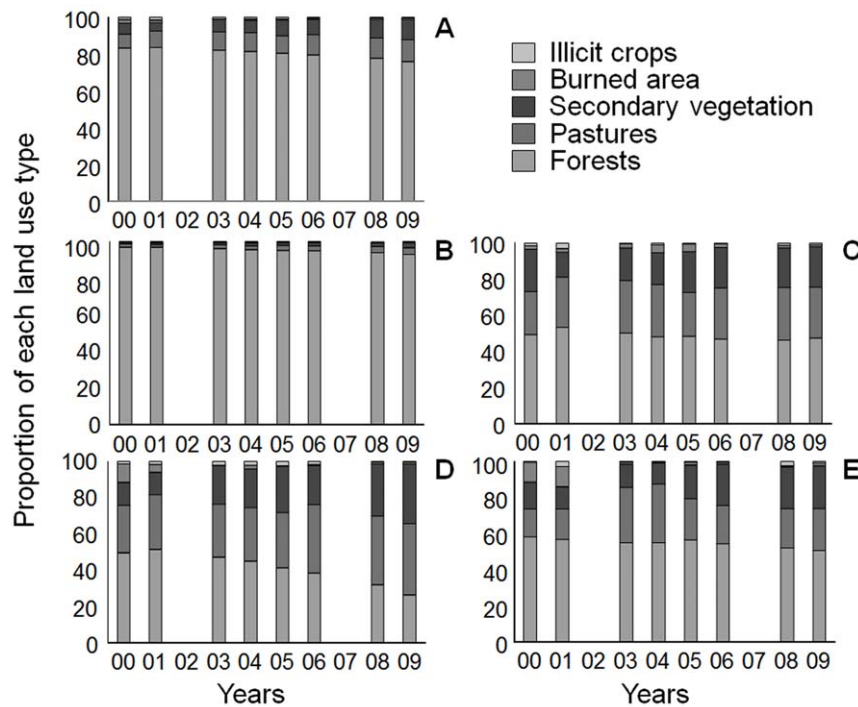 Proportion of each land use type
100
80
60
40
20
0
00 01 02 03 04 05 06 07 08 09
A
Illicit crops
Burned area
Secondary vegetation
Pastures
Forests
100
80
60
40
20
0
00 01 02 03 04 05 06 07 08 09
B
100
80
60
40
20
0
00 01 02 03 04 05 06 07 08 09
C
100
80
60
40
20
0
00 01 02 03 04 05 06 07 08 09
D
Years
100
80
60
40
20
0
00 01 02 03 04 05 06 07 08 09
E
Years